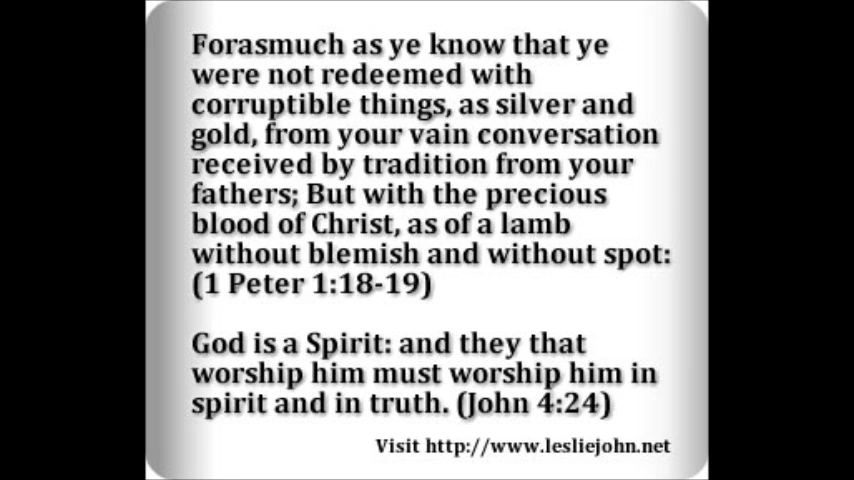 Forasmuch as ye know that ye
were not redeemed with
corruptible things, as silver and
gold, from your vain conversation
received by tradition from your
fathers; But with the precious
blood of Christ, as of a lamb
without blemish and without spot:
(1 Peter 1:18-19)
God is a Spirit: and they that
worship him must worship him in
spirit and in truth. (John 4:24)
Visit http://www.lesliejohn.net